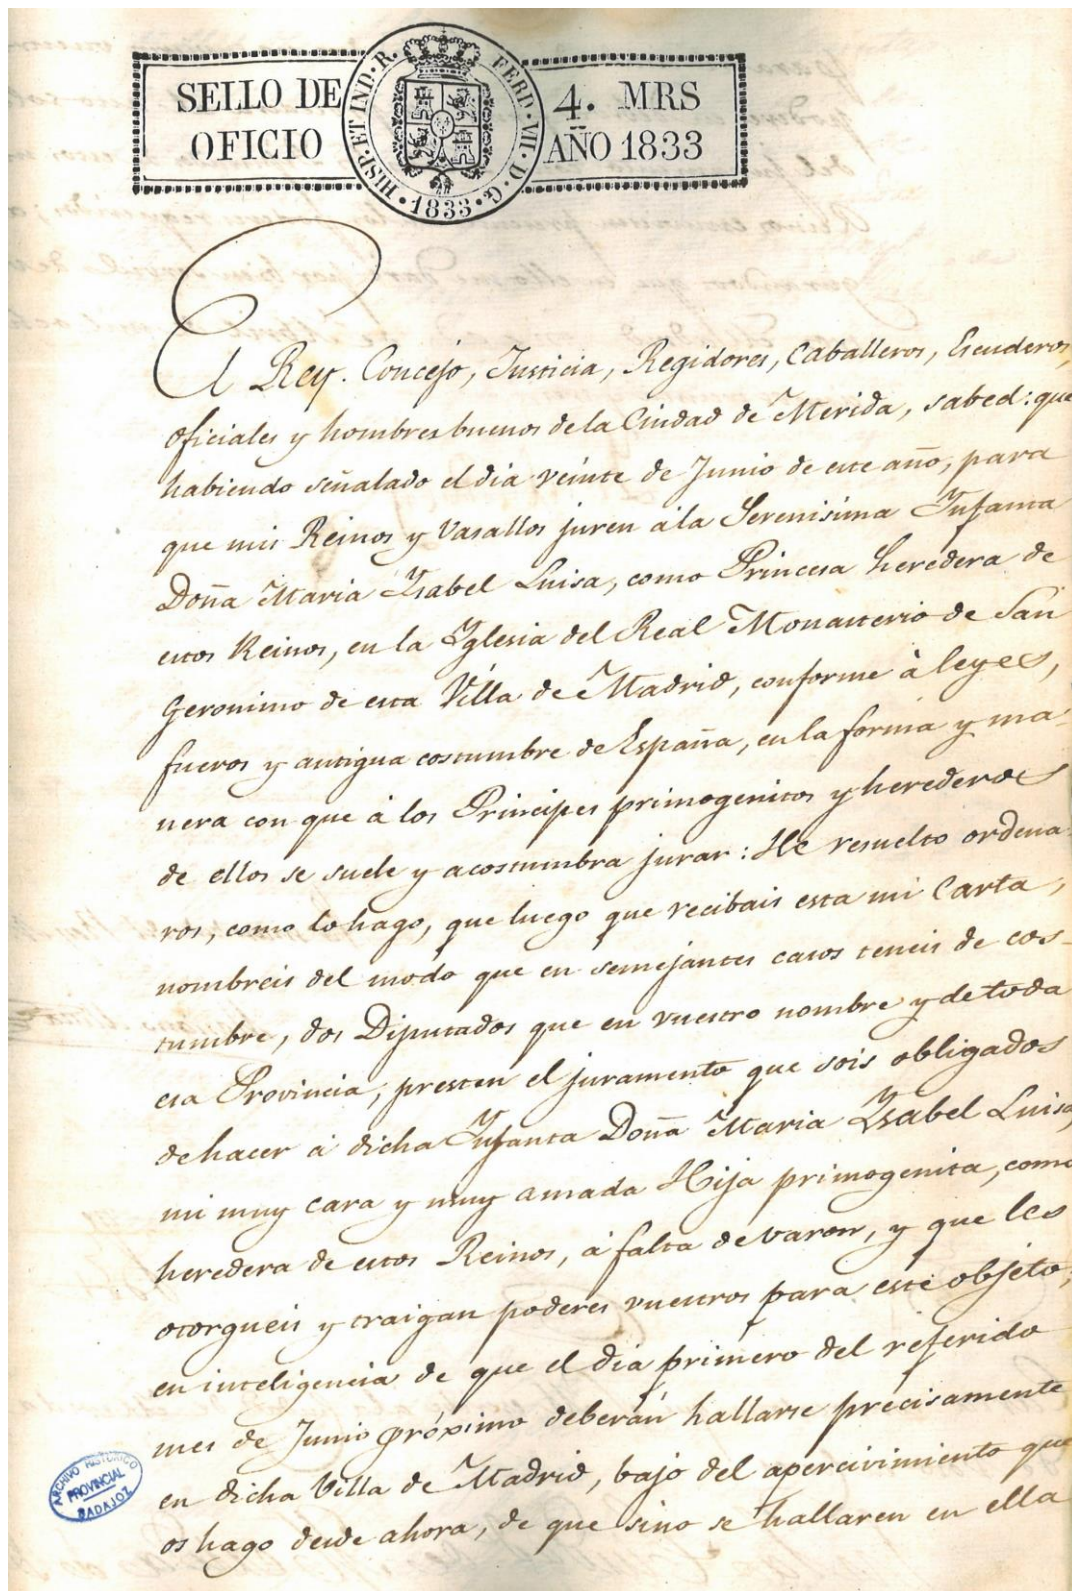 SELLO DE
OFICIO
HISP. ET IND. R. FERD. VII. D. G. 1833
4. MRS
AÑO 1833
El Rey. Concejo, Justicia, Regidores, Caballeros, Escuderos,
oficiales y hombres buenos de la Ciudad de Merida, sabed: que
habiendo señalado el dia veinte de Junio de este año, para
que mis Reinos y Vasallos juren á la Serenisima Infanta
Doña Maria Ysabel Luisa, como Princesa heredera de
estos Reinos, en la Yglesia del Real Monasterio de San
Geronimo de esta Villa de Madrid, conforme à leyes,
fueros y antigua costumbre de España, en la forma y ma-
nera con que à los Principes primogenitos y herederos
de ellos se suele y acostumbra jurar: He resuelto ordena-
ros, como lo hago, que luego que recibais esta mi Carta,
nombreis del modo que en semejantes casos teneis de cos-
tumbre, dos Diputados que en vuestro nombre y de toda
esa Provincia, presten el juramento que sois obligados
de hacer á dicha Infanta Doña Maria Ysabel Luisa,
mi muy cara y muy amada Hija primogenita, como
heredera de estos Reinos, á falta de varon, y que les
otorgueis y traigan poderes vuestros para este objeto;
en inteligencia de que el dia primero del referido
mes de Junio próximo deberán hallarse precisamente
en dicha Villa de Madrid, bajo del apercivimiento que
os hago desde ahora, de que sino se hallaren en ella
ARCHIVO HISTÓRICO
PROVINCIAL
BADAJOZ